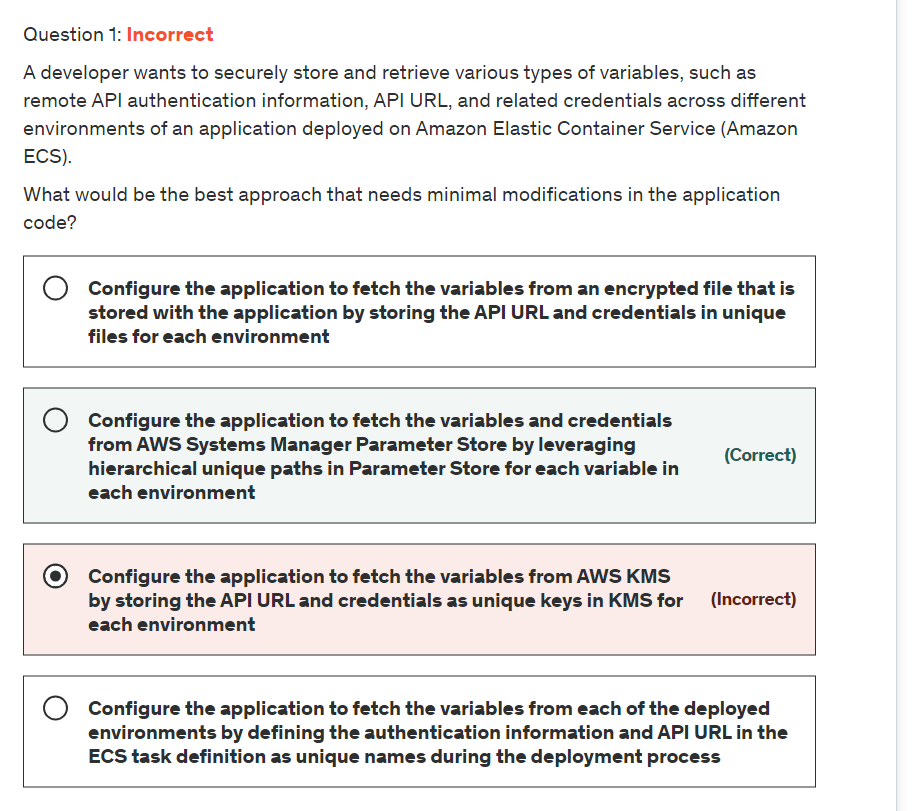 Question 1: Incorrect
A developer wants to securely store and retrieve various types of variables, such as
remote API authentication information, API URL, and related credentials across different
environments of an application deployed on Amazon Elastic Container Service (Amazon
ECS).
What would be the best approach that needs minimal modifications in the application
code?
Configure the application to fetch the variables from an encrypted file that is
stored with the application by storing the API URL and credentials in unique
files for each environment
Configure the application to fetch the variables and credentials
from AWS Systems Manager Parameter Store by leveraging
hierarchical unique paths in Parameter Store for each variable in
each environment
(Correct)
Configure the application to fetch the variables from AWS KMS
by storing the API URL and credentials as unique keys in KMS for
each environment
(Incorrect)
Configure the application to fetch the variables from each of the deployed
environments by defining the authentication information and API URL in the
ECS task definition as unique names during the deployment process